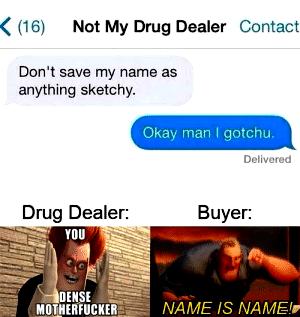 (16) Not My Drug Dealer Contact
Don't save my name as
anything sketchy.
Okay man I gotchu.
Delivered
Drug Dealer: Buyer:
YOU
DENSE
MOTHERFUCKER
NAME IS NAME!